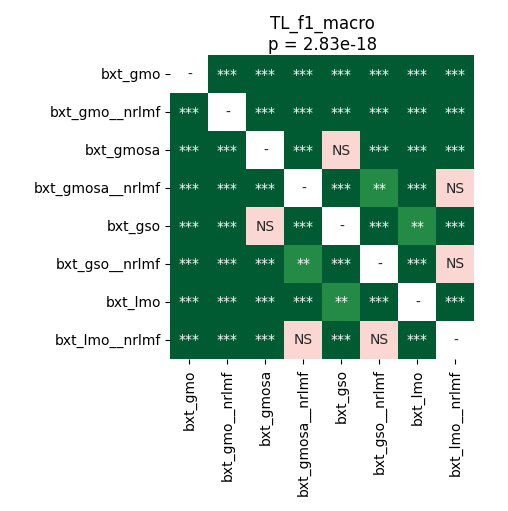 TL_f1_macro
p = 2.83e-18
bxt_gmo - *** *** *** *** *** *** ***
bxt_gmo__nrlmf *** - *** *** *** *** *** ***
bxt_gmosa *** *** - *** NS *** *** ***
bxt_gmosa__nrlmf *** *** *** - *** ** *** NS
bxt_gso *** *** NS *** - *** ** ***
bxt_gso__nrlmf *** *** *** ** *** - *** NS
bxt_lmo *** *** *** *** ** *** - ***
bxt_lmo__nrlmf *** *** *** NS *** NS *** -
bxt_gmo
bxt_gmo__nrlmf
bxt_gmosa
bxt_gmosa__nrlmf
bxt_gso
bxt_gso__nrlmf
bxt_lmo
bxt_lmo__nrlmf